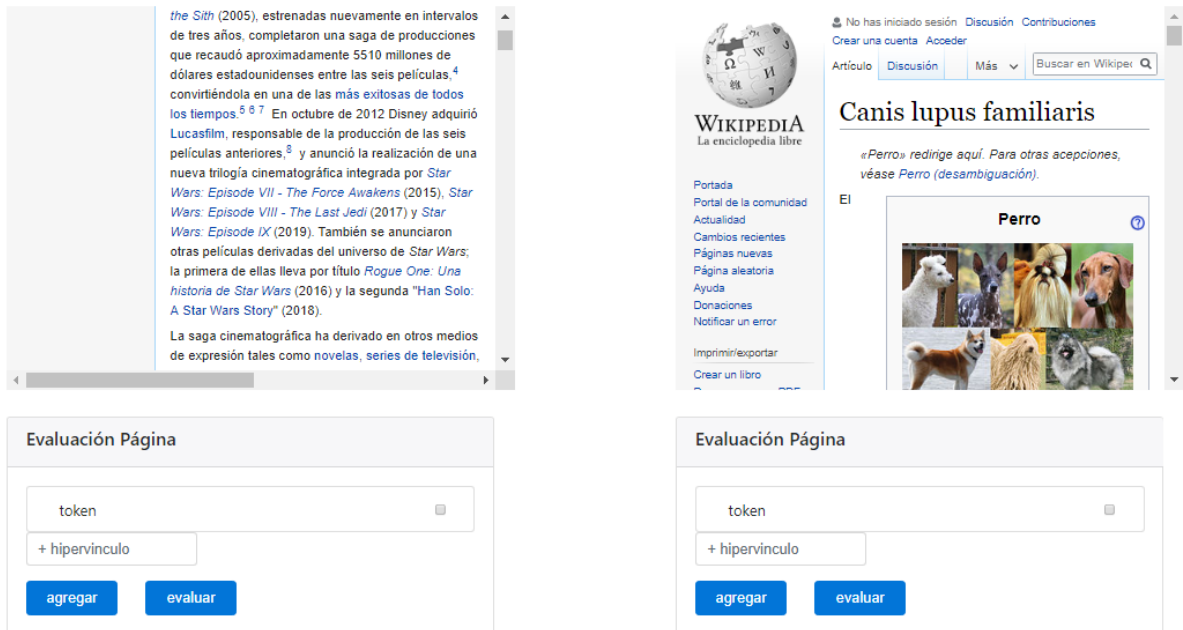 the Sith (2005), estrenadas nuevamente en intervalos
de tres años, completaron una saga de producciones
que recaudó aproximadamente 5510 millones de
dólares estadounidenses entre las seis películas,4
convirtiéndola en una de las más exitosas de todos
los tiempos.5 6 7 En octubre de 2012 Disney adquirió
Lucasfilm, responsable de la producción de las seis
películas anteriores,8 y anunció la realización de una
nueva trilogía cinematográfica integrada por Star
Wars: Episode VII - The Force Awakens (2015), Star
Wars: Episode VIII - The Last Jedi (2017) y Star
Wars: Episode IX (2019). También se anunciaron
otras películas derivadas del universo de Star Wars;
la primera de ellas lleva por título Rogue One: Una
historia de Star Wars (2016) y la segunda "Han Solo:
A Star Wars Story" (2018).
La saga cinematográfica ha derivado en otros medios
de expresión tales como novelas, series de televisión,
Evaluación Página
token
+ hipervinculo
agregar evaluar
WIKIPEDIA
La enciclopedia libre
Portada
Portal de la comunidad
Actualidad
Cambios recientes
Páginas nuevas
Página aleatoria
Ayuda
Donaciones
Notificar un error
Imprimir/exportar
Crear un libro
No has iniciado sesión Discusión Contribuciones
Crear una cuenta Acceder
Artículo Discusión Más Buscar en Wikipec
Canis lupus familiaris
«Perro» redirige aquí. Para otras acepciones,
véase Perro (desambiguación).
El
Perro
Evaluación Página
token
+ hipervinculo
agregar evaluar